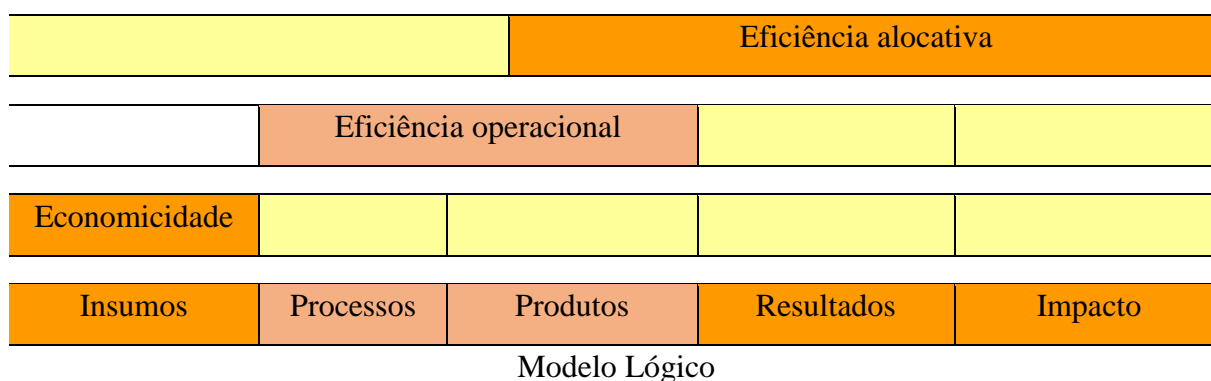 Eficiência alocativa
Eficiência operacional
Economicidade
Insumos Processos Produtos Resultados Impacto
Modelo Lógico